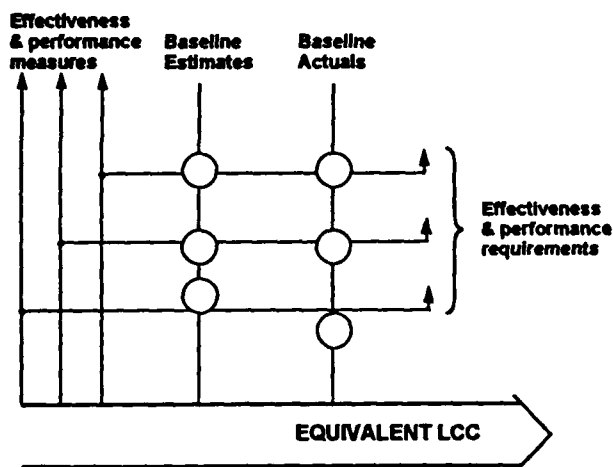 Effectiveness
& performance
measures
Baseline
Estimates
Baseline
Actuals
Effectiveness
& performance
requirements
EQUIVALENT LCC